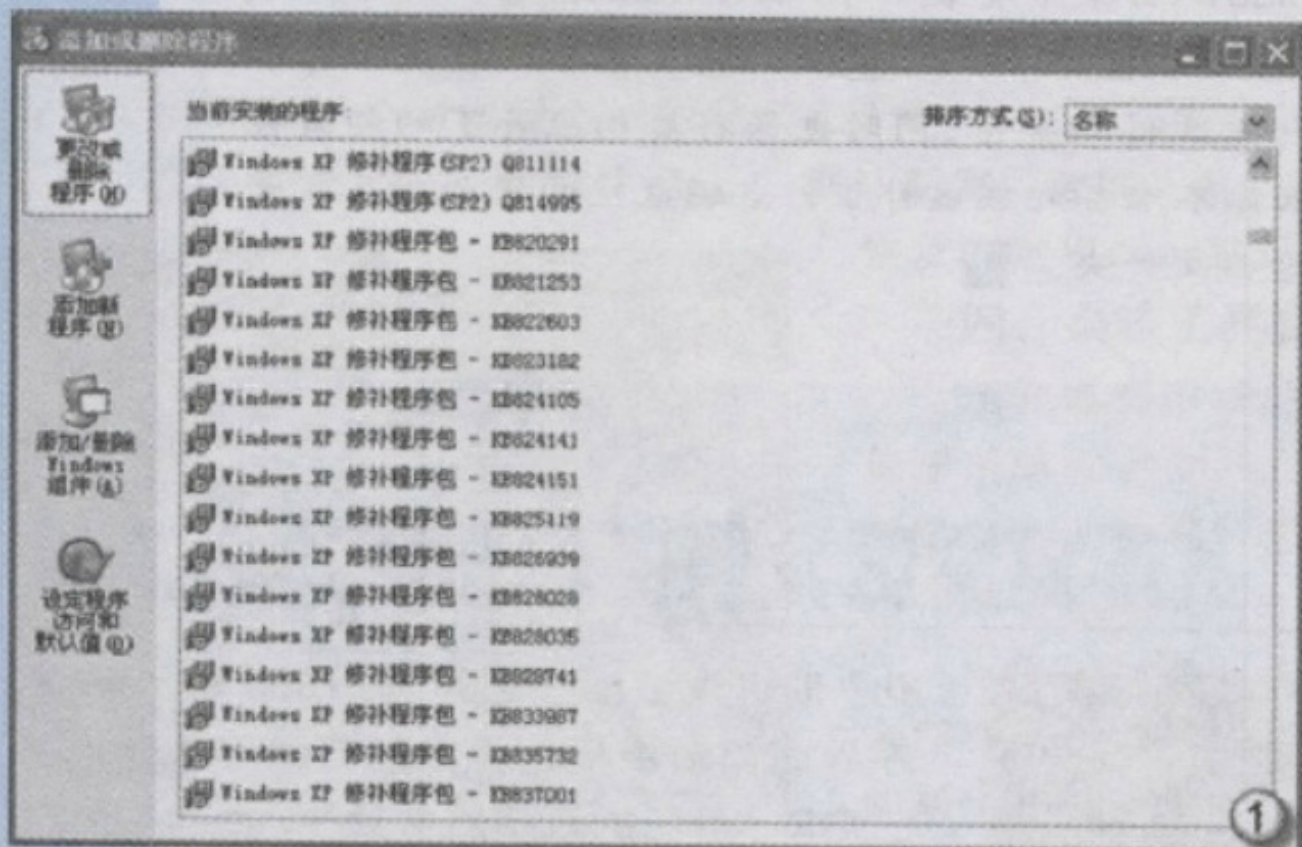 添加或删除程序
更改或
删除
程序(H)
添加新
程序(N)
添加/删除
Windows
组件(A)
设定程序
访问和
默认值(O)
当前安装的程序
排序方式(S): 名称
Windows XP 修补程序(SP2) Q811114
Windows XP 修补程序(SP2) Q814995
Windows XP 修补程序包 - KB820291
Windows XP 修补程序包 - KB821253
Windows XP 修补程序包 - KB822603
Windows XP 修补程序包 - KB823182
Windows XP 修补程序包 - KB824105
Windows XP 修补程序包 - KB824141
Windows XP 修补程序包 - KB824151
Windows XP 修补程序包 - KB825119
Windows XP 修补程序包 - KB826939
Windows XP 修补程序包 - KB828028
Windows XP 修补程序包 - KB828035
Windows XP 修补程序包 - KB828741
Windows XP 修补程序包 - KB833987
Windows XP 修补程序包 - KB835732
Windows XP 修补程序包 - KB837001
①